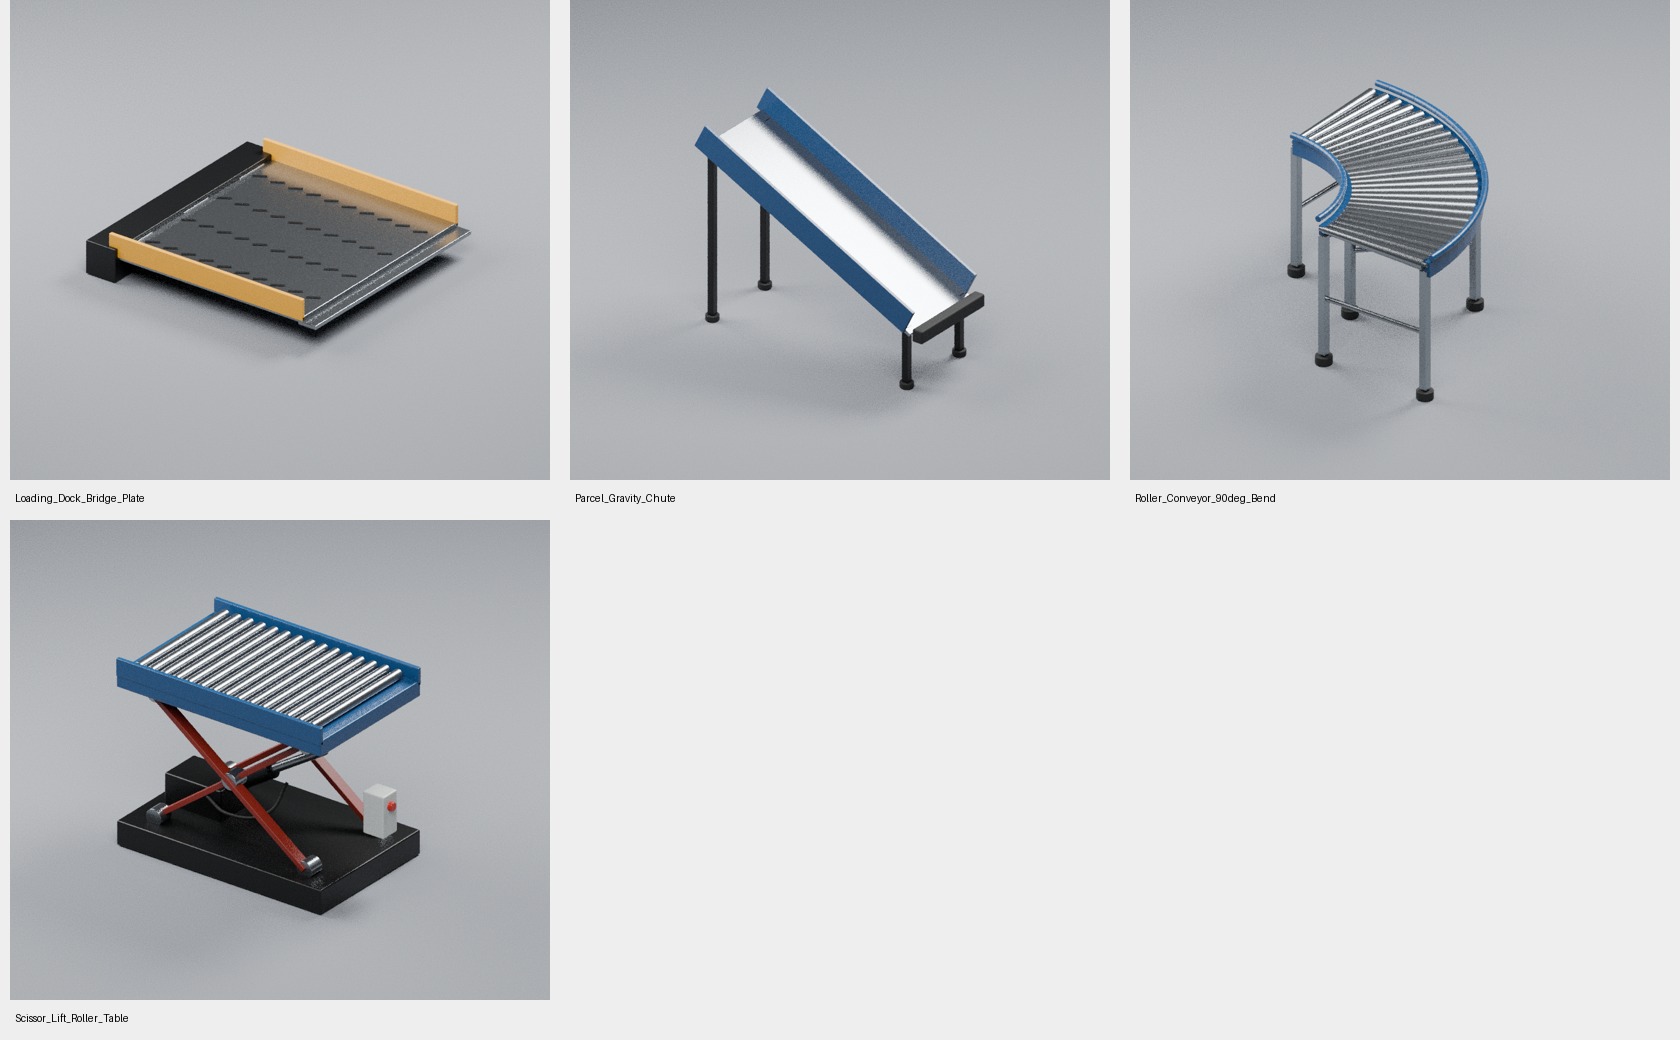 Loading_Dock_Bridge_Plate
Parcel_Gravity_Chute
Roller_Conveyor_90deg_Bend
Scissor_Lift_Roller_Table